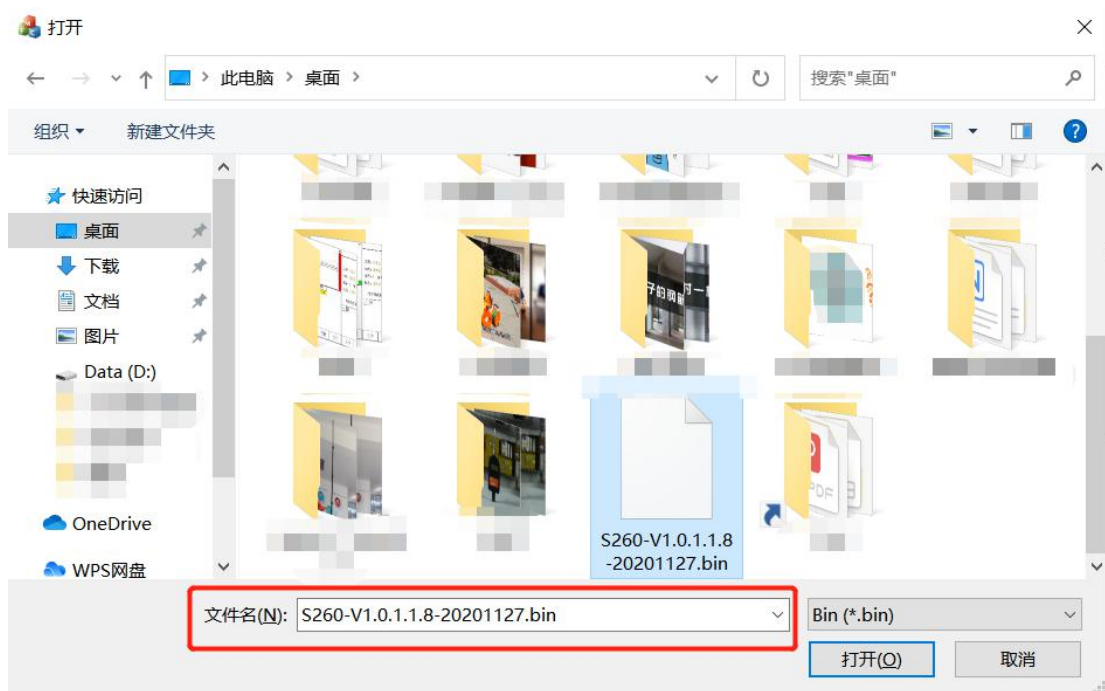 打开
此电脑 > 桌面 >
搜索"桌面"
组织
新建文件夹
快速访问
桌面
下载
文档
图片
Data (D:)
OneDrive
WPS网盘
PDF
S260-V1.0.1.1.8
-20201127.bin
文件名(N): S260-V1.0.1.1.8-20201127.bin
Bin (*.bin)
打开(O)
取消